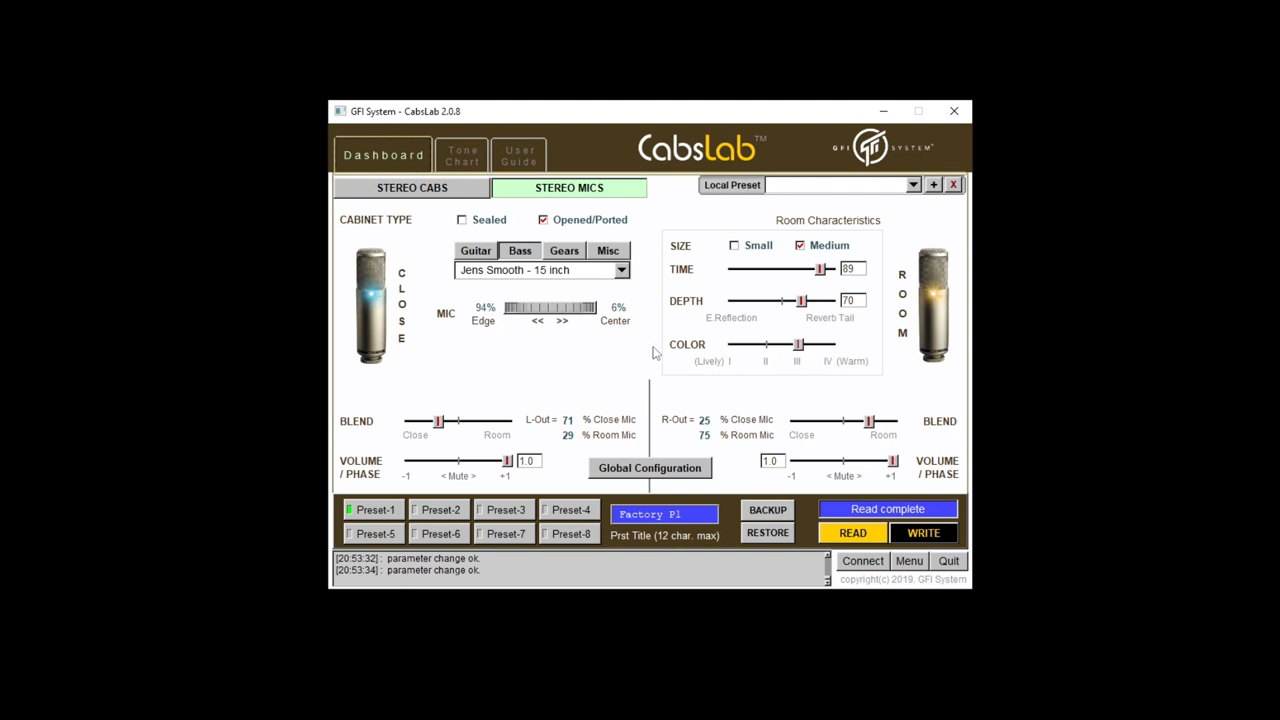 GFI System - CabsLab 2.0.8
Dashboard
Tone Chart
User Guide
CabsLab™
GFI SYSTEM
STEREO CABS
STEREO MICS
Local Preset
+
X
CABINET TYPE
Sealed
Opened/Ported
Room Characteristics
Guitar
Bass
Gears
Misc
SIZE
Small
Medium
Jens Smooth - 15 inch
TIME
89
CLOSE
ROOM
MIC
94%
6%
Edge
<< >>
Center
DEPTH
70
E.Reflection
Reverb Tail
COLOR
(Lively) I II III IV (Warm)
BLEND
Close
Room
L-Out = 71 % Close Mic
29 % Room Mic
R-Out = 25 % Close Mic
75 % Room Mic
Close
Room
BLEND
VOLUME
/ PHASE
1.0
-1 < Mute > +1
Global Configuration
1.0
-1 < Mute > +1
VOLUME
/ PHASE
Preset-1
Preset-2
Preset-3
Preset-4
Preset-5
Preset-6
Preset-7
Preset-8
Factory P1
Prst Title (12 char. max)
BACKUP
RESTORE
Read complete
READ
WRITE
[20:53:32] : parameter change ok.
[20:53:34] : parameter change ok.
Connect
Menu
Quit
copyright(c) 2019. GFI System